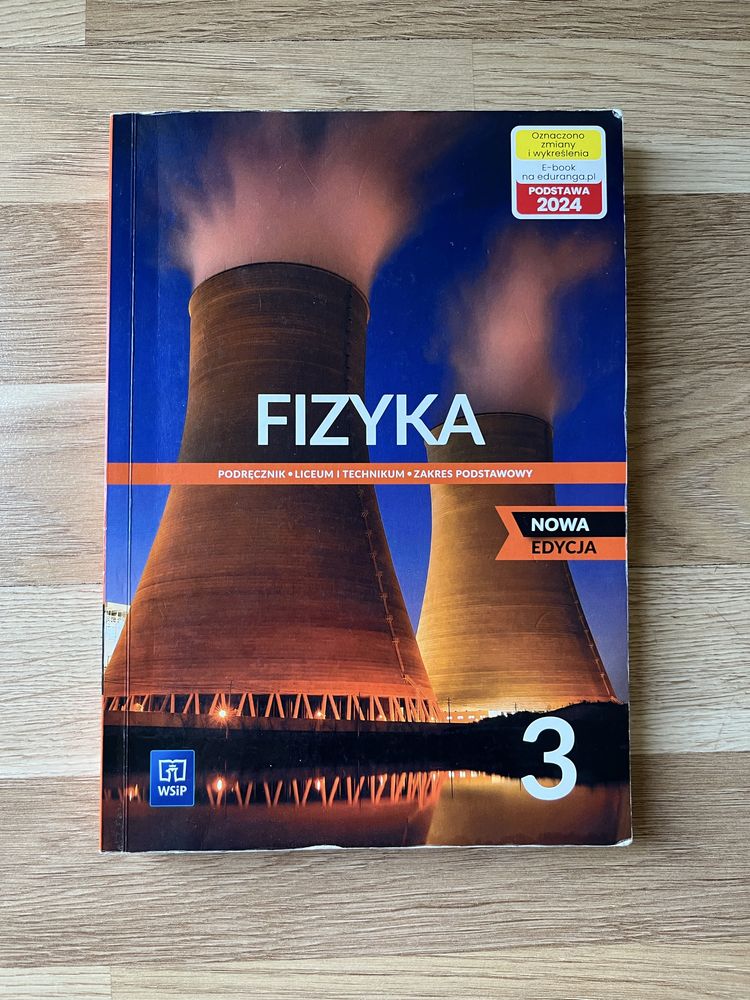 Oznaczono
zmiany
i wykreślenia
E-book
na eduranga.pl
PODSTAWA
2024
FIZYKA
PODRĘCZNIK • LICEUM I TECHNIKUM • ZAKRES PODSTAWOWY
NOWA
EDYCJA
3
WSiP